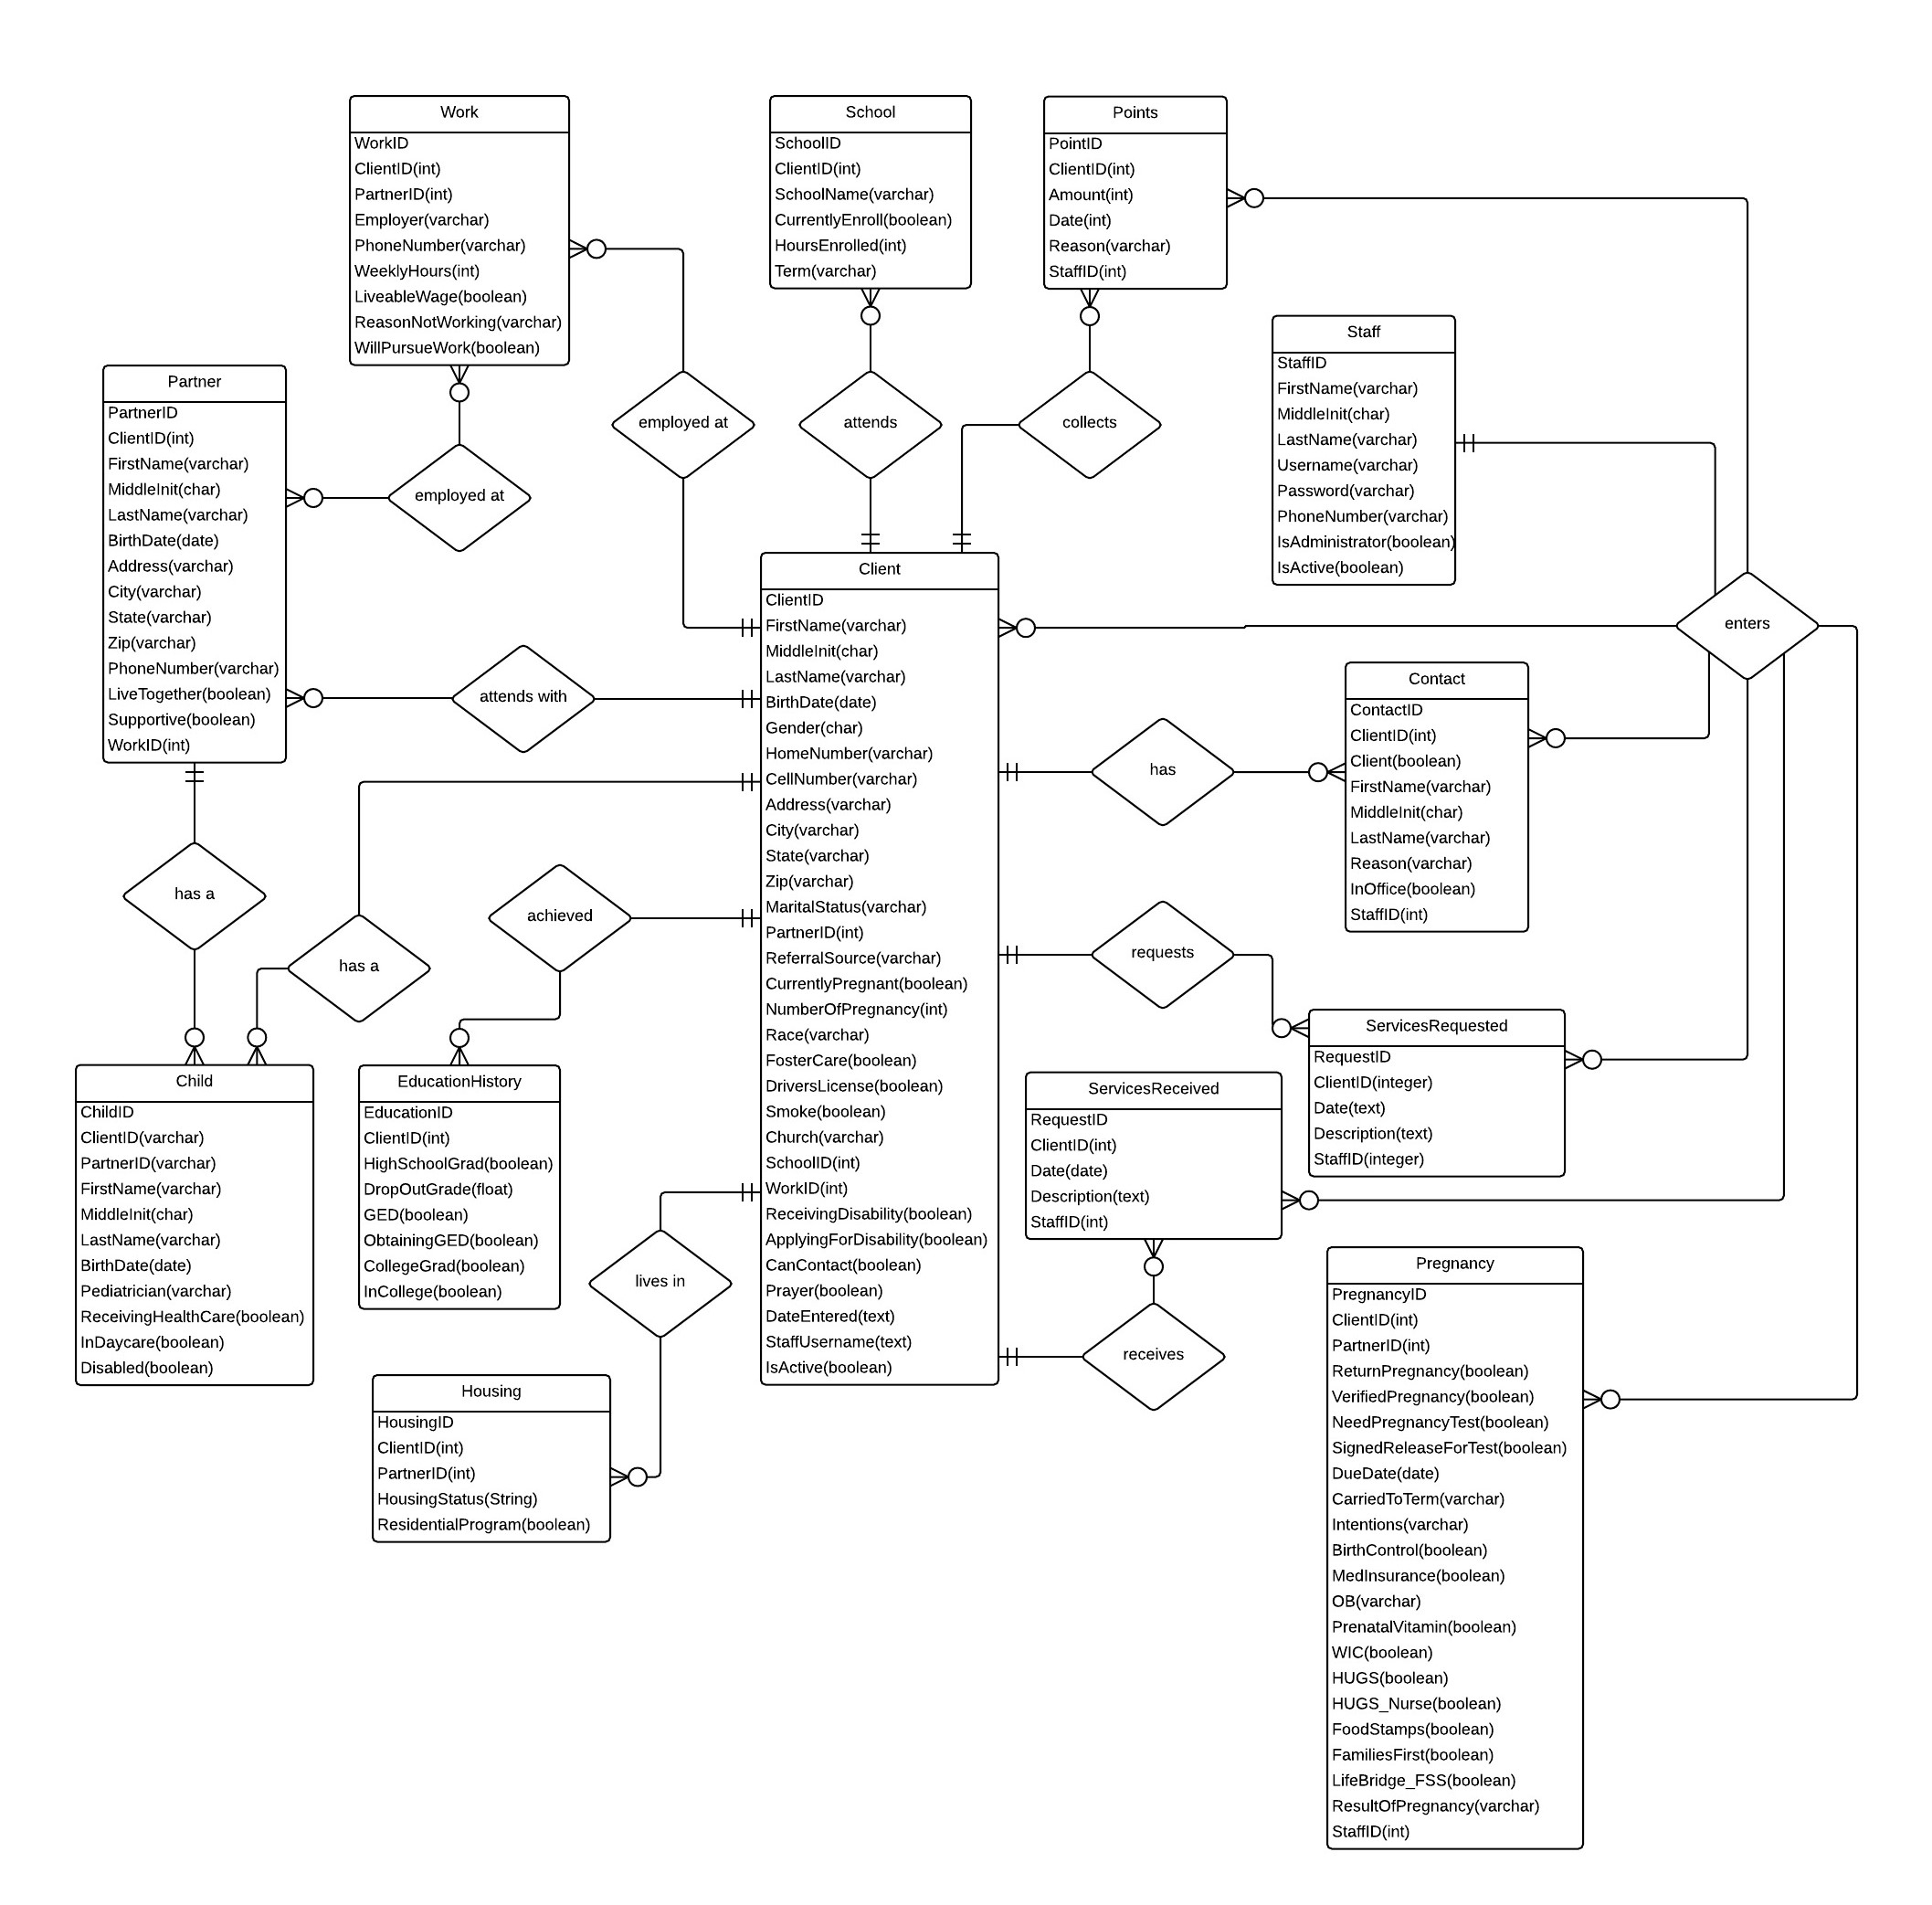 Work
WorkID
ClientID(int)
PartnerID(int)
Employer(varchar)
PhoneNumber(varchar)
WeeklyHours(int)
LiveableWage(boolean)
ReasonNotWorking(varchar)
WillPursueWork(boolean)
School
SchoolID
ClientID(int)
SchoolName(varchar)
CurrentlyEnroll(boolean)
HoursEnrolled(int)
Term(varchar)
Points
PointID
ClientID(int)
Amount(int)
Date(int)
Reason(varchar)
StaffID(int)
Staff
StaffID
FirstName(varchar)
MiddleInit(char)
LastName(varchar)
Username(varchar)
Password(varchar)
PhoneNumber(varchar)
IsAdministrator(boolean)
IsActive(boolean)
Partner
PartnerID
ClientID(int)
FirstName(varchar)
MiddleInit(char)
LastName(varchar)
BirthDate(date)
Address(varchar)
City(varchar)
State(varchar)
Zip(varchar)
PhoneNumber(varchar)
LiveTogether(boolean)
Supportive(boolean)
WorkID(int)
employed at
employed at
attends
collects
enters
attends with
Client
ClientID
FirstName(varchar)
MiddleInit(char)
LastName(varchar)
BirthDate(date)
Gender(char)
HomeNumber(varchar)
CellNumber(varchar)
Address(varchar)
City(varchar)
State(varchar)
Zip(varchar)
MaritalStatus(varchar)
PartnerID(int)
ReferralSource(varchar)
CurrentlyPregnant(boolean)
NumberOfPregnancy(int)
Race(varchar)
FosterCare(boolean)
DriversLicense(boolean)
Smoke(boolean)
Church(varchar)
SchoolID(int)
WorkID(int)
ReceivingDisability(boolean)
ApplyingForDisability(boolean)
CanContact(boolean)
Prayer(boolean)
DateEntered(text)
StaffUsername(text)
IsActive(boolean)
has
Contact
ContactID
ClientID(int)
Client(boolean)
FirstName(varchar)
MiddleInit(char)
LastName(varchar)
Reason(varchar)
InOffice(boolean)
StaffID(int)
has a
has a
achieved
requests
ServicesRequested
RequestID
ClientID(integer)
Date(text)
Description(text)
StaffID(integer)
ServicesReceived
RequestID
ClientID(int)
Date(date)
Description(text)
StaffID(int)
Child
ChildID
ClientID(varchar)
PartnerID(varchar)
FirstName(varchar)
MiddleInit(char)
LastName(varchar)
BirthDate(date)
Pediatrician(varchar)
ReceivingHealthCare(boolean)
InDaycare(boolean)
Disabled(boolean)
EducationHistory
EducationID
ClientID(int)
HighSchoolGrad(boolean)
DropOutGrade(float)
GED(boolean)
ObtainingGED(boolean)
CollegeGrad(boolean)
InCollege(boolean)
lives in
receives
Housing
HousingID
ClientID(int)
PartnerID(int)
HousingStatus(String)
ResidentialProgram(boolean)
Pregnancy
PregnancyID
ClientID(int)
PartnerID(int)
ReturnPregnancy(boolean)
VerifiedPregnancy(boolean)
NeedPregnancyTest(boolean)
SignedReleaseForTest(boolean)
DueDate(date)
CarriedToTerm(varchar)
Intentions(varchar)
BirthControl(boolean)
MedInsurance(boolean)
OB(varchar)
PrenatalVitamin(boolean)
WIC(boolean)
HUGS(boolean)
HUGS_Nurse(boolean)
FoodStamps(boolean)
FamiliesFirst(boolean)
LifeBridge_FSS(boolean)
ResultOfPregnancy(varchar)
StaffID(int)